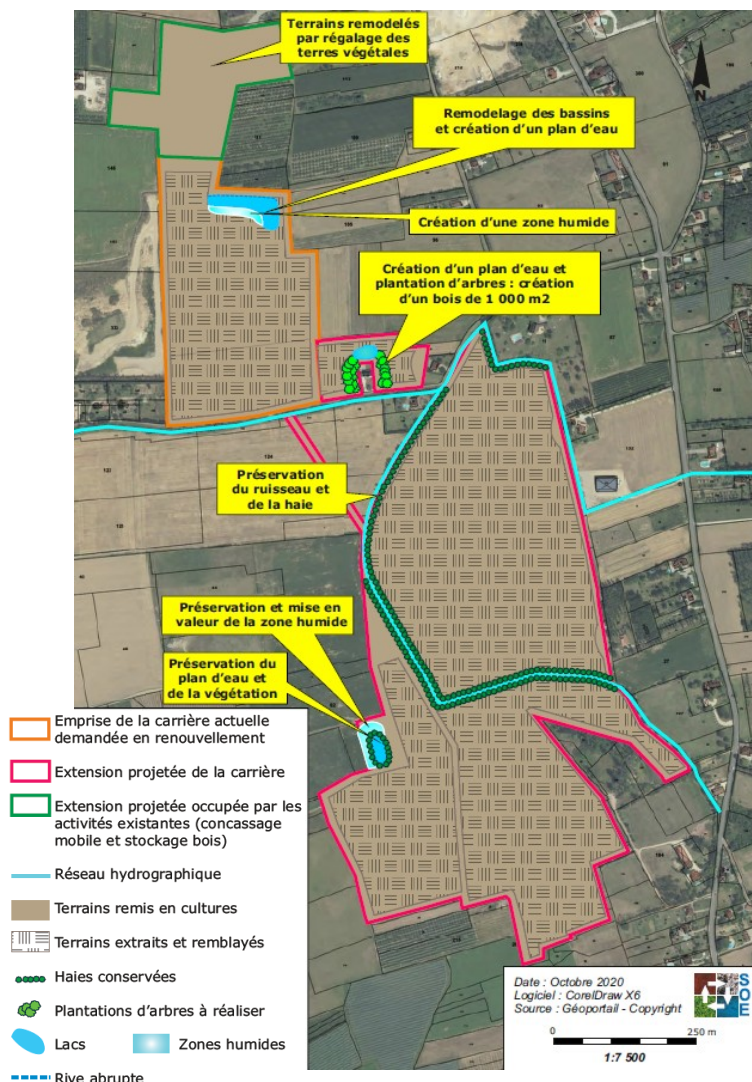 Terrains remodelés
par régalage des
terres végétales
N
Remodelage des bassins
et création d'un plan d'eau
Création d'une zone humide
Création d'un plan d'eau et
plantation d'arbres : création
d'un bois de 1 000 m2
Préservation
du ruisseau et
de la haie
Préservation et mise en
valeur de la zone humide
Préservation du
plan d'eau et
de la végétation
Emprise de la carrière actuelle
demandée en renouvellement
Extension projetée de la carrière
Extension projetée occupée par les
activités existantes (concassage
mobile et stockage bois)
Réseau hydrographique
Terrains remis en cultures
Terrains extraits et remblayés
Haies conservées
Plantations d'arbres à réaliser
Lacs
Zones humides
Rive abrupte
Date : Octobre 2020
Logiciel : CorelDraw X6
Source : Géoportail - Copyright
SOE
0
250 m
1:7 500